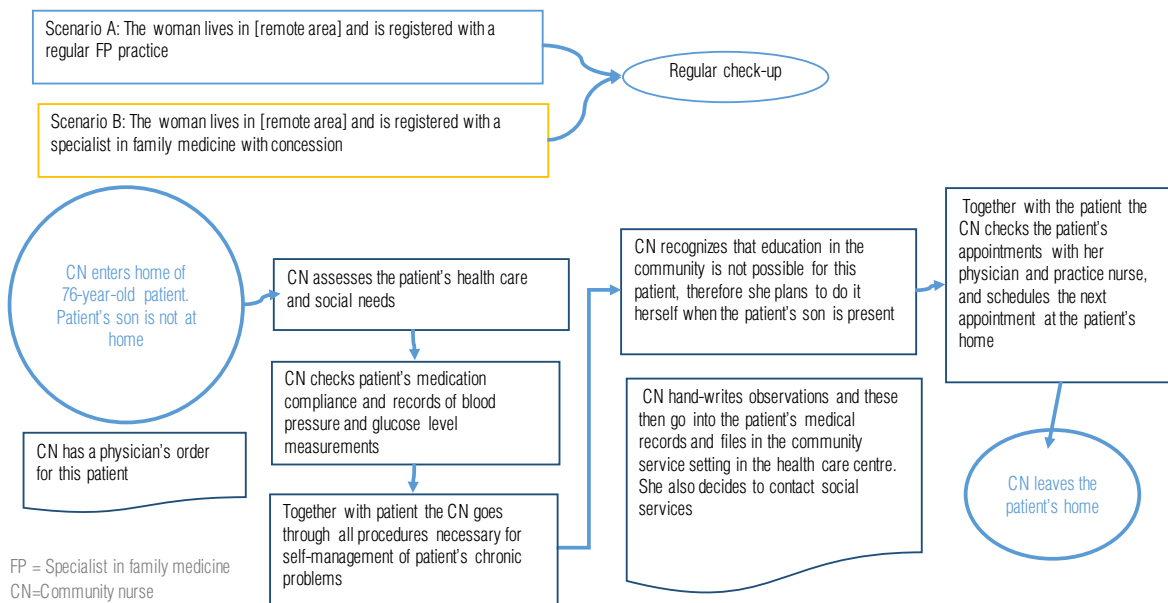 Scenario A: The woman lives in [remote area] and is registered with a
regular FP practice
Regular check-up
Scenario B: The woman lives in [remote area] and is registered with a
specialist in family medicine with concession
CN enters home of
76-year-old patient.
Patient's son is not at
home
CN has a physician's order
for this patient
CN assesses the patient's health care
and social needs
CN checks patient's medication
compliance and records of blood
pressure and glucose level
measurements
Together with patient the CN goes
through all procedures necessary for
self-management of patient's chronic
problems
CN recognizes that education in the
community is not possible for this
patient, therefore she plans to do it
herself when the patient's son is present
CN hand-writes observations and these
then go into the patient's medical
records and files in the community
service setting in the health care centre.
She also decides to contact social
services
Together with the patient the
CN checks the patient's
appointments with her
physician and practice nurse,
and schedules the next
appointment at the patient's
home
CN leaves the
patient's home
FP = Specialist in family medicine
CN=Community nurse